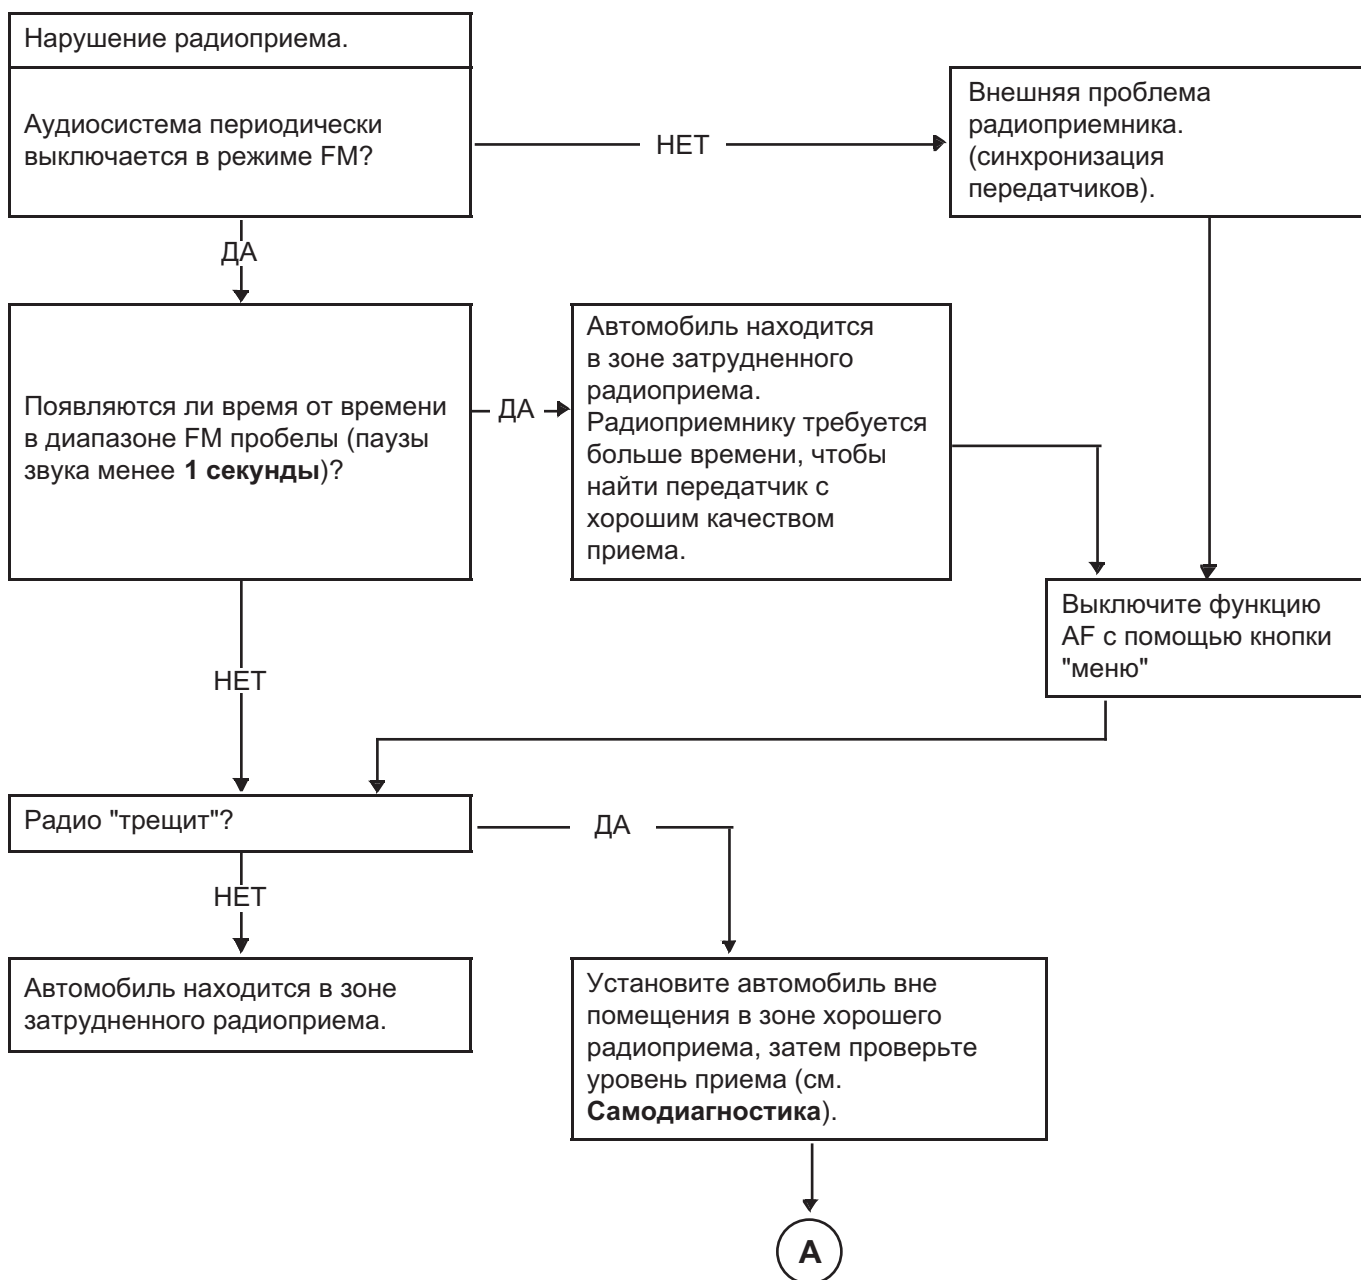 Нарушение радиоприема.
Аудиосистема периодически
выключается в режиме FM?
НЕТ
Внешняя проблема
радиоприемника.
(синхронизация
передатчиков).
ДА
Появляются ли время от времени
в диапазоне FM пробелы (паузы
звука менее 1 секунды)?
ДА
Автомобиль находится
в зоне затрудненного
радиоприема.
Радиоприемнику требуется
больше времени, чтобы
найти передатчик с
хорошим качеством
приема.
Выключите функцию
AF с помощью кнопки
"меню"
НЕТ
Радио "трещит"?
ДА
НЕТ
Автомобиль находится в зоне
затрудненного радиоприема.
Установите автомобиль вне
помещения в зоне хорошего
радиоприема, затем проверьте
уровень приема (см.
Самодиагностика).
A